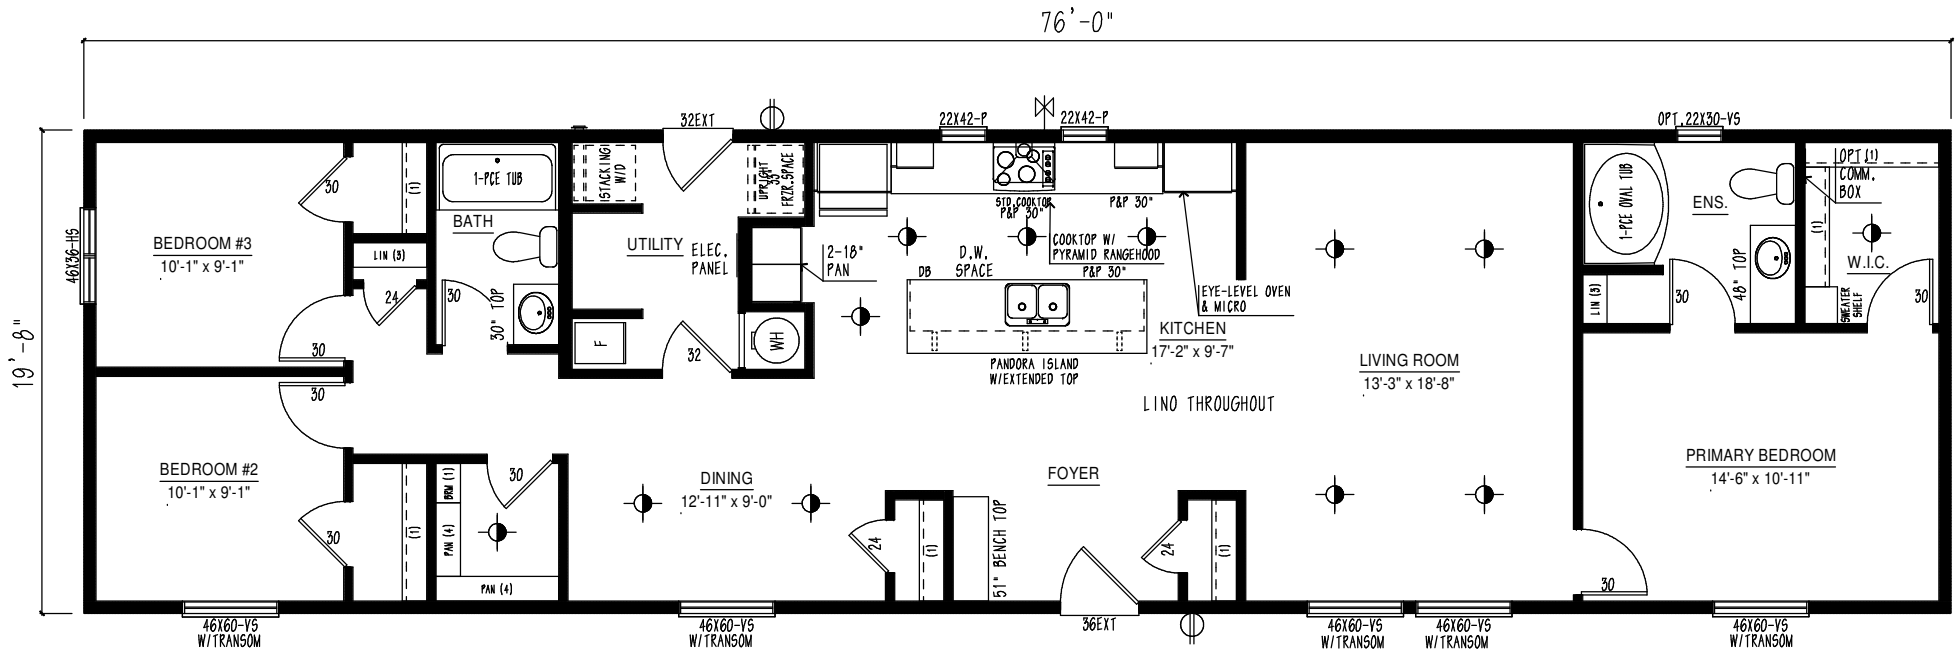 76'-0"
19'-8"
32EXT
22X42-P
22X42-P
OPT.22X30-VS
46X36-HS
BEDROOM #3
10'-1" x 9'-1"
30
(1)
LIN (3)
24
30
1-PCE TUB
BATH
30
30" TOP
STACKING
W/D
UPRIGHT
33"
FRZR.SPACE
UTILITY
ELEC.
PANEL
2-18"
PAN
F
32
WH
STD.COOKTOP
P&P 30"
P&P 30"
COOKTOP W/
PYRAMID RANGEHOOD
D.W.
SPACE
DB
P&P 30"
EYE-LEVEL OVEN
& MICRO
KITCHEN
17'-2" x 9'-7"
PANDORA ISLAND
W/EXTENDED TOP
LINO THROUGHOUT
LIVING ROOM
13'-3" x 18'-8"
1-PCE OVAL TUB
ENS.
48" TOP
LIN (3)
30
OPT.(1)
COMM.
BOX
(1)
W.I.C.
SWEATER
SHELF
30
30
BEDROOM #2
10'-1" x 9'-1"
30
(1)
BRM (1)
PAN (4)
PAN (4)
30
DINING
12'-11" x 9'-0"
24
(1)
51" BENCH TOP
FOYER
24
(1)
36EXT
PRIMARY BEDROOM
14'-6" x 10'-11"
30
46X60-VS
W/TRANSOM
46X60-VS
W/TRANSOM
46X60-VS
W/TRANSOM
46X60-VS
W/TRANSOM
46X60-VS
W/TRANSOM